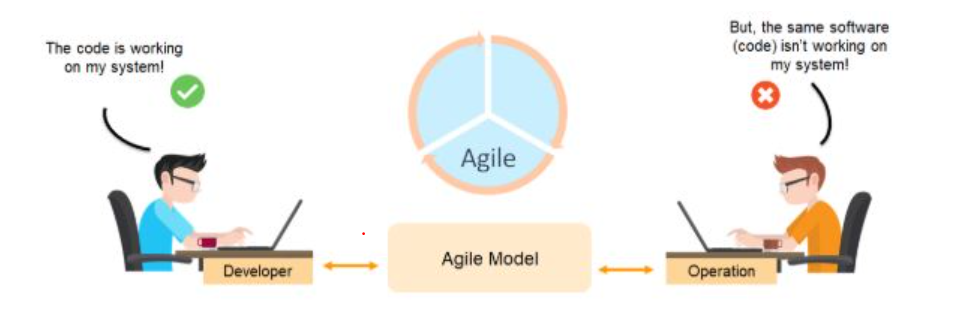 The code is working
on my system!
But, the same software
(code) isn't working on
my system!
Agile
Developer
Agile Model
Operation